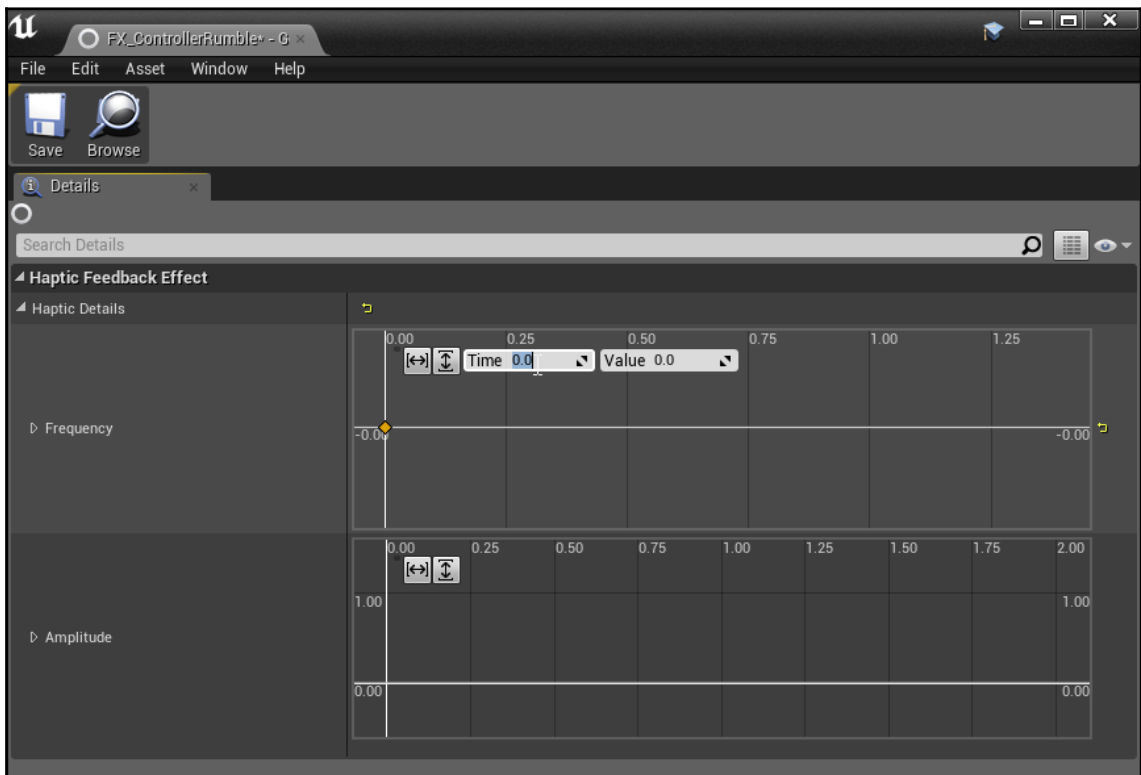 FX_ControllerRumble* - G
File Edit Asset Window Help
Save Browse
Details
Search Details
Haptic Feedback Effect
Haptic Details
0.00 0.25 0.50 0.75 1.00 1.25
Time 0.0 Value 0.0
Frequency
-0.00 -0.00
0.00 0.25 0.50 0.75 1.00 1.25 1.50 1.75 2.00
1.00 1.00
Amplitude
0.00 0.00